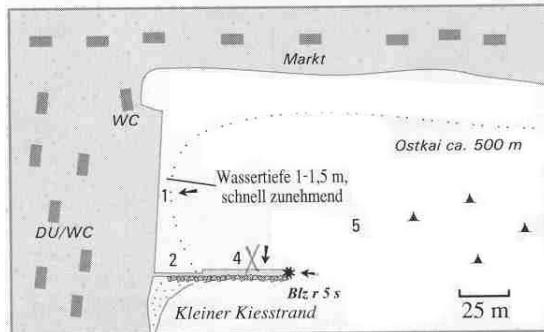 Markt
WC
Ostkai ca. 500 m
Wassertiefe 1-1,5 m,
schnell zunehmend
1
5
DU/WC
2
4
Blz r 5 s
Kleiner Kiesstrand
25 m